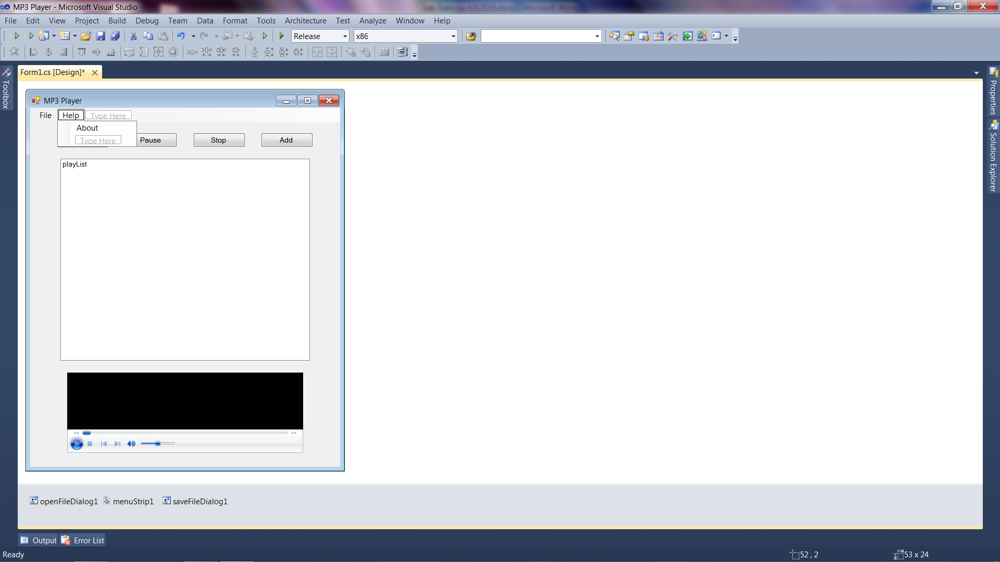 MP3 Player - Microsoft Visual Studio
File Edit View Project Build Debug Team Data Format Tools Architecture Test Analyze Window Help
Release x86
Form1.cs [Design]*
Toolbox
Properties
Solution Explorer
MP3 Player
File Help Type Here
About
Type Here
Pause Stop Add
playList
openFileDialog1 menuStrip1 saveFileDialog1
Output Error List
Ready 52 , 2 53 x 24